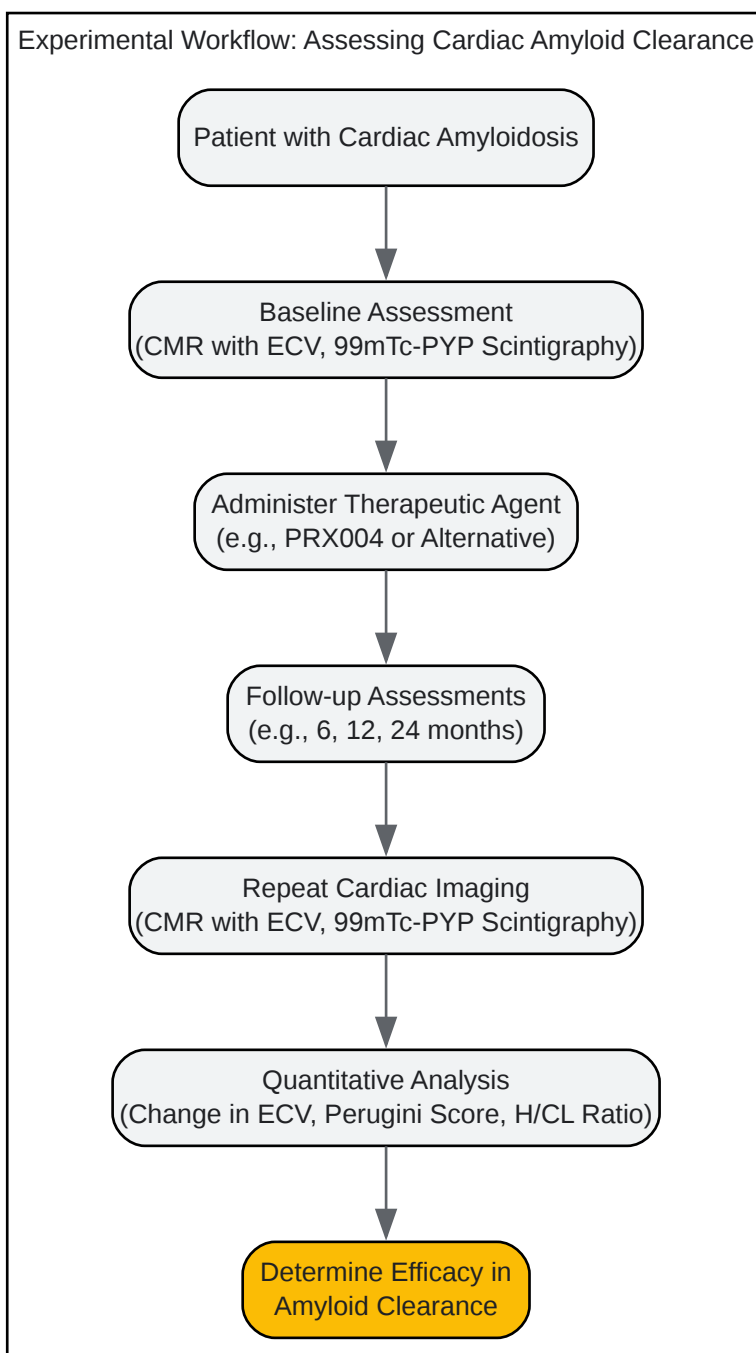 Experimental Workflow: Assessing Cardiac Amyloid Clearance
Patient with Cardiac Amyloidosis
Baseline Assessment
(CMR with ECV, 99mTc-PYP Scintigraphy)
Administer Therapeutic Agent
(e.g., PRX004 or Alternative)
Follow-up Assessments
(e.g., 6, 12, 24 months)
Repeat Cardiac Imaging
(CMR with ECV, 99mTc-PYP Scintigraphy)
Quantitative Analysis
(Change in ECV, Perugini Score, H/CL Ratio)
Determine Efficacy in
Amyloid Clearance